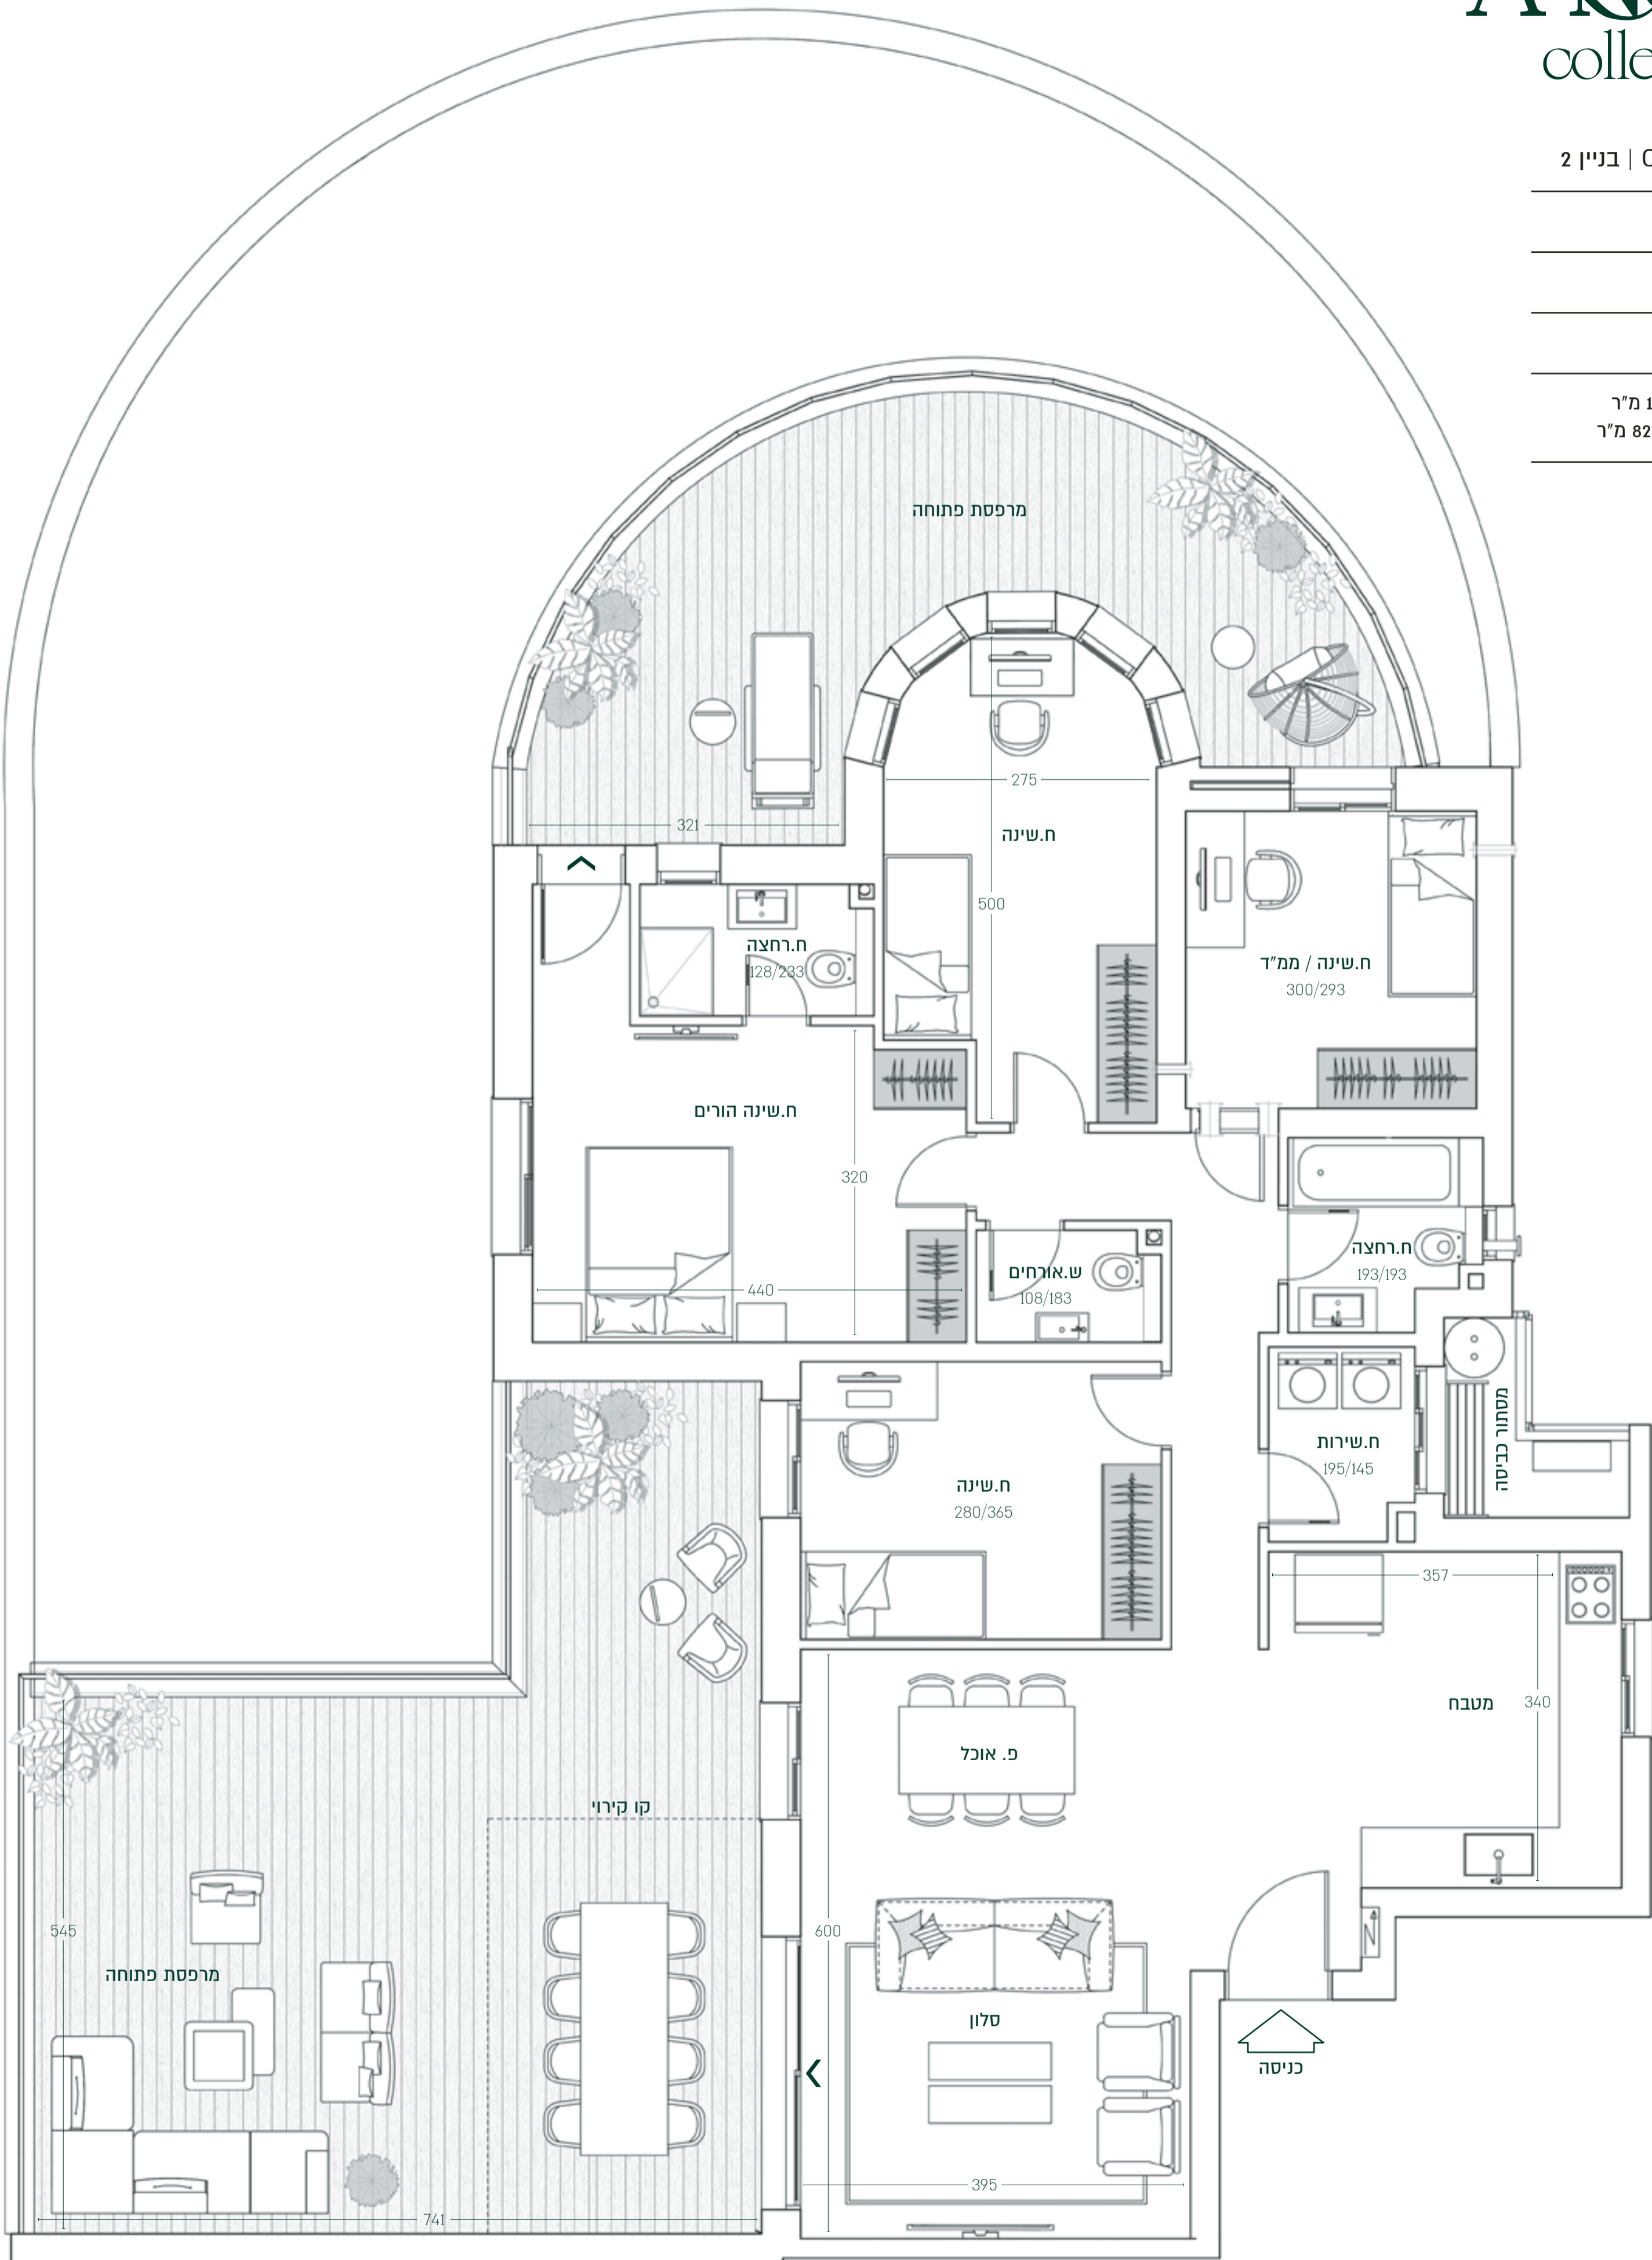 colle
בניין 2
מ"ר 1
82 מ"ר
מרפסת פתוחה
275
ח.שינה
321
500
ח.רחצה
128/233
ח.שינה / ממ"ד
300/293
ח.שינה הורים
320
440
ש.אורחים
108/183
ח.רחצה
193/193
ח.שירות
195/145
מסתור כביסה
ח.שינה
280/365
357
מטבח
340
פ. אוכל
קו קירוי
545
מרפסת פתוחה
600
סלון
כניסה
395
741